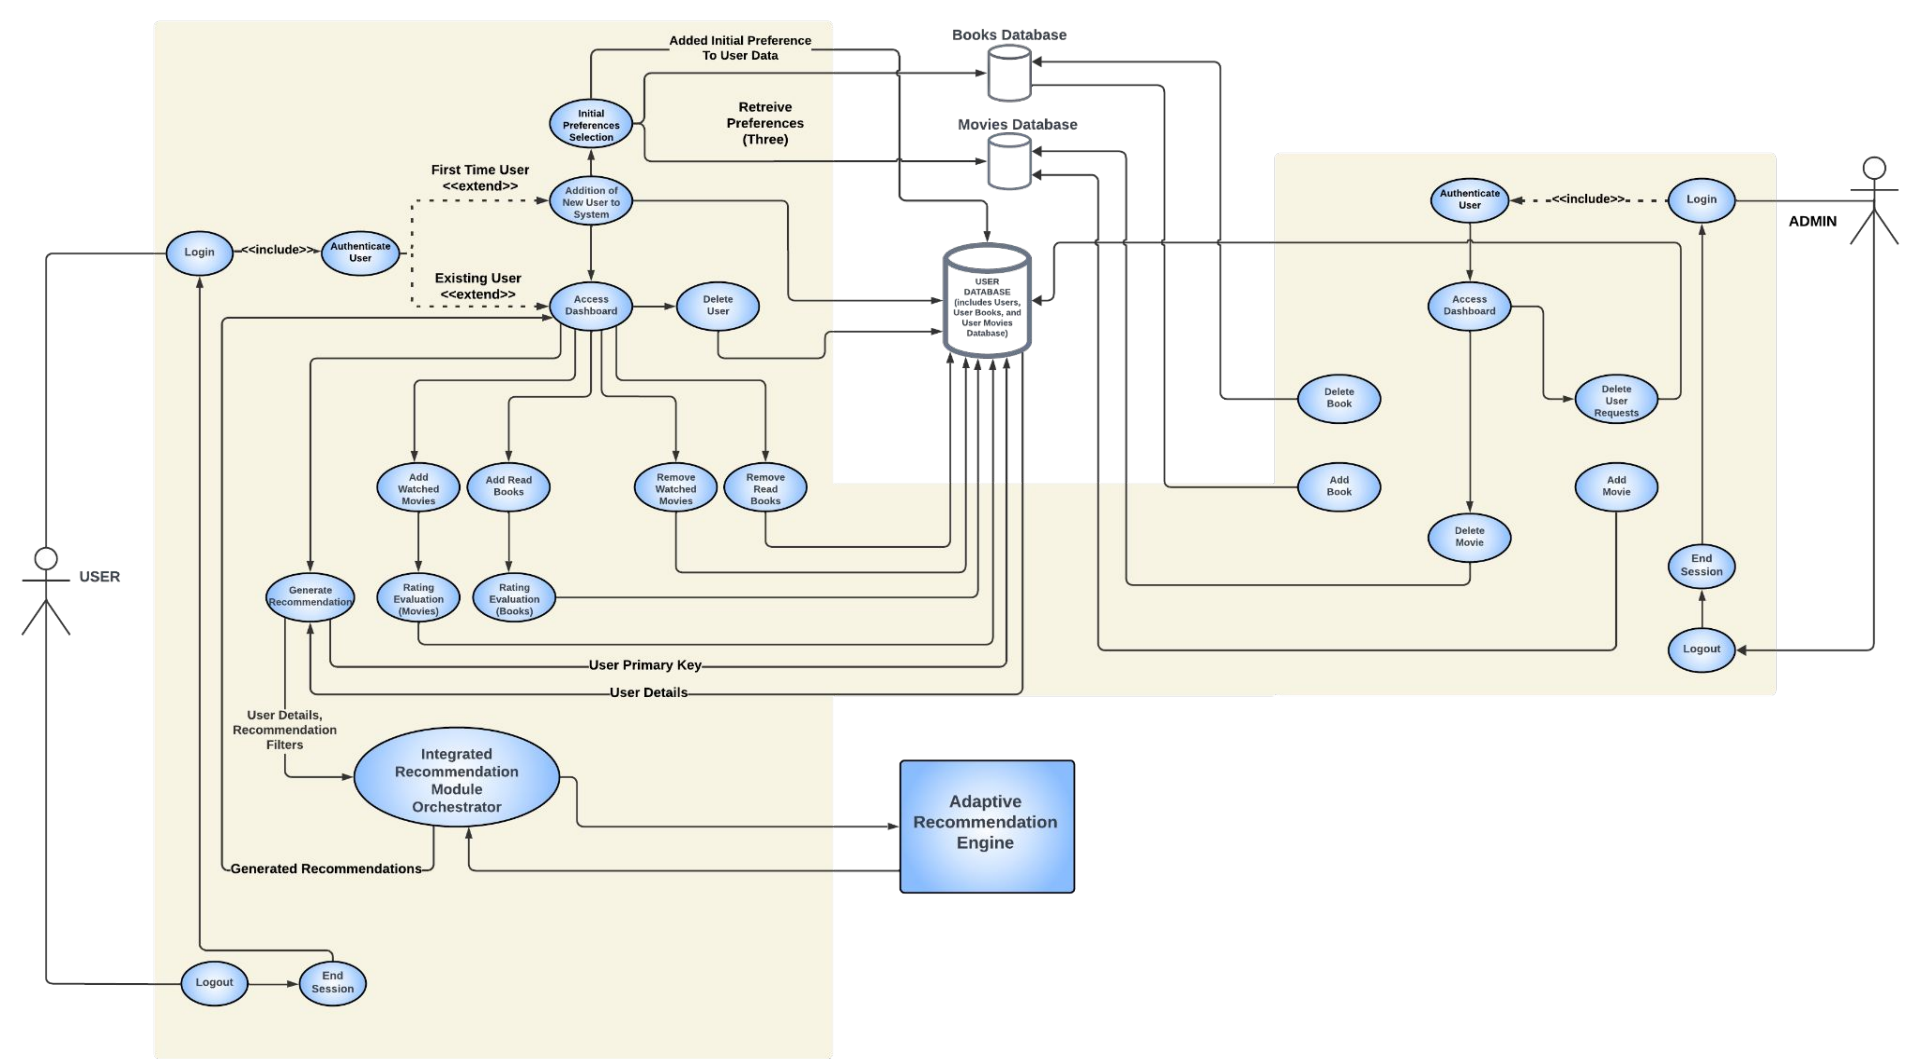 Added Initial Preference
To User Data
Books Database
Initial
Preferences
Selection
Retreive
Preferences
(Three)
Movies Database
First Time User
<<extend>>
Addition of
New User to
System
Authenticate
User
<<include>>
Login
ADMIN
Login
<<include>>
Authenticate
User
Existing User
<<extend>>
Access
Dashboard
Delete
User
USER
DATABASE
(includes Users,
User Books, and
User Movies
Database)
Access
Dashboard
Delete
Book
Delete
User
Requests
Add
Watched
Movies
Add Read
Books
Remove
Watched
Movies
Remove
Read
Books
Add
Book
Add
Movie
Delete
Movie
USER
Generate
Recommendation
Rating
Evaluation
(Movies)
Rating
Evaluation
(Books)
End
Session
Logout
User Primary Key
User Details
User Details,
Recommendation
Filters
Integrated
Recommendation
Module
Orchestrator
Adaptive
Recommendation
Engine
Generated Recommendations
Logout
End
Session